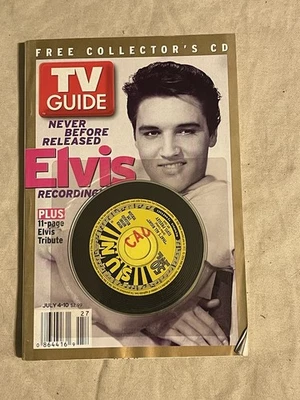 FREE COLLECTOR'S CD
TV
GUIDE
NEVER
BEFORE
RELEASED
Elvis
RECORDING
PLUS
11-page
Elvis
Tribute
SUN
JULY 4-10
27